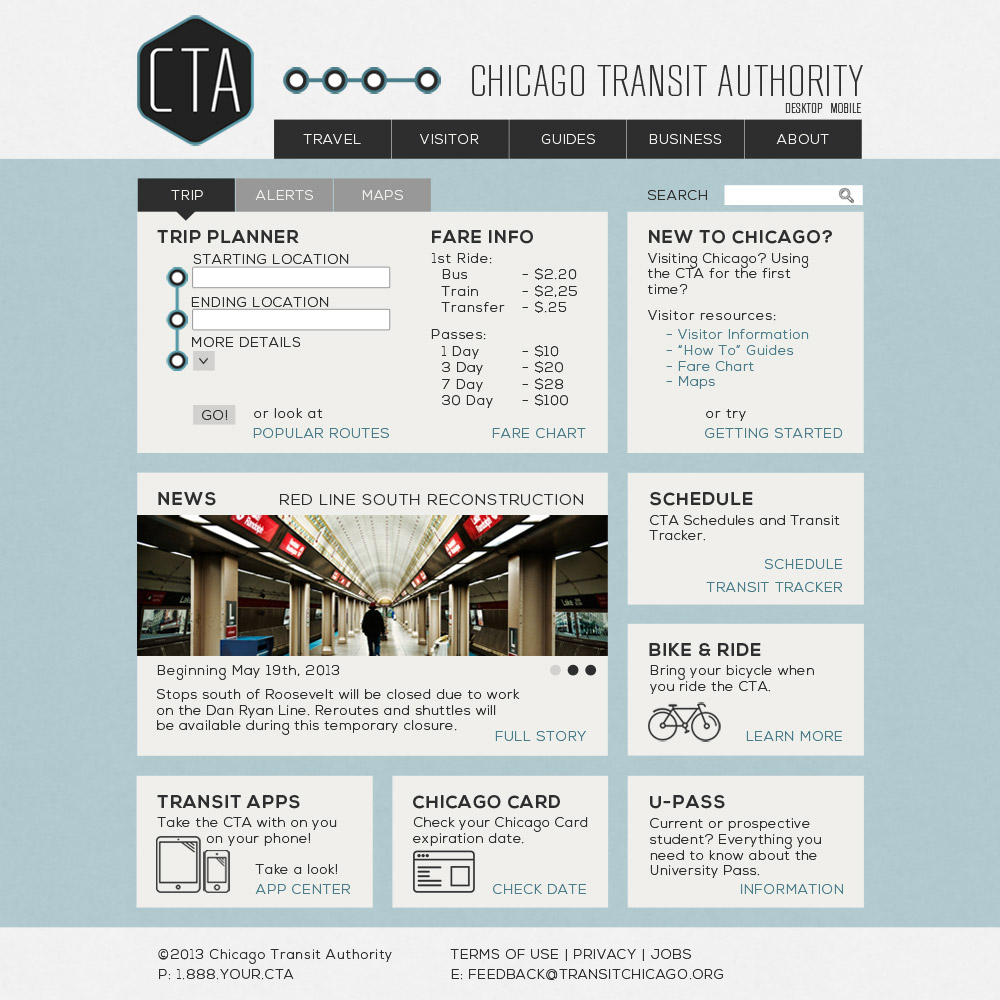 CTA
CHICAGO TRANSIT AUTHORITY
DESKTOP MOBILE
TRAVEL VISITOR GUIDES BUSINESS ABOUT
TRIP ALERTS MAPS
SEARCH
TRIP PLANNER
STARTING LOCATION
ENDING LOCATION
MORE DETAILS
GO! or look at
POPULAR ROUTES
FARE INFO
1st Ride:
Bus - $2.20
Train - $2,25
Transfer - $.25
Passes:
1 Day - $10
3 Day - $20
7 Day - $28
30 Day - $100
FARE CHART
NEW TO CHICAGO?
Visiting Chicago? Using
the CTA for the first
time?
Visitor resources:
- Visitor Information
- "How To" Guides
- Fare Chart
- Maps
or try
GETTING STARTED
NEWS RED LINE SOUTH RECONSTRUCTION
Beginning May 19th, 2013
Stops south of Roosevelt will be closed due to work
on the Dan Ryan Line. Reroutes and shuttles will
be available during this temporary closure.
FULL STORY
SCHEDULE
CTA Schedules and Transit
Tracker.
SCHEDULE
TRANSIT TRACKER
BIKE & RIDE
Bring your bicycle when
you ride the CTA.
LEARN MORE
TRANSIT APPS
Take the CTA with on you
on your phone!
Take a look!
APP CENTER
CHICAGO CARD
Check your Chicago Card
expiration date.
CHECK DATE
U-PASS
Current or prospective
student? Everything you
need to know about the
University Pass.
INFORMATION
©2013 Chicago Transit Authority
P: 1.888.YOUR.CTA
TERMS OF USE | PRIVACY | JOBS
E: FEEDBACK@TRANSITCHICAGO.ORG